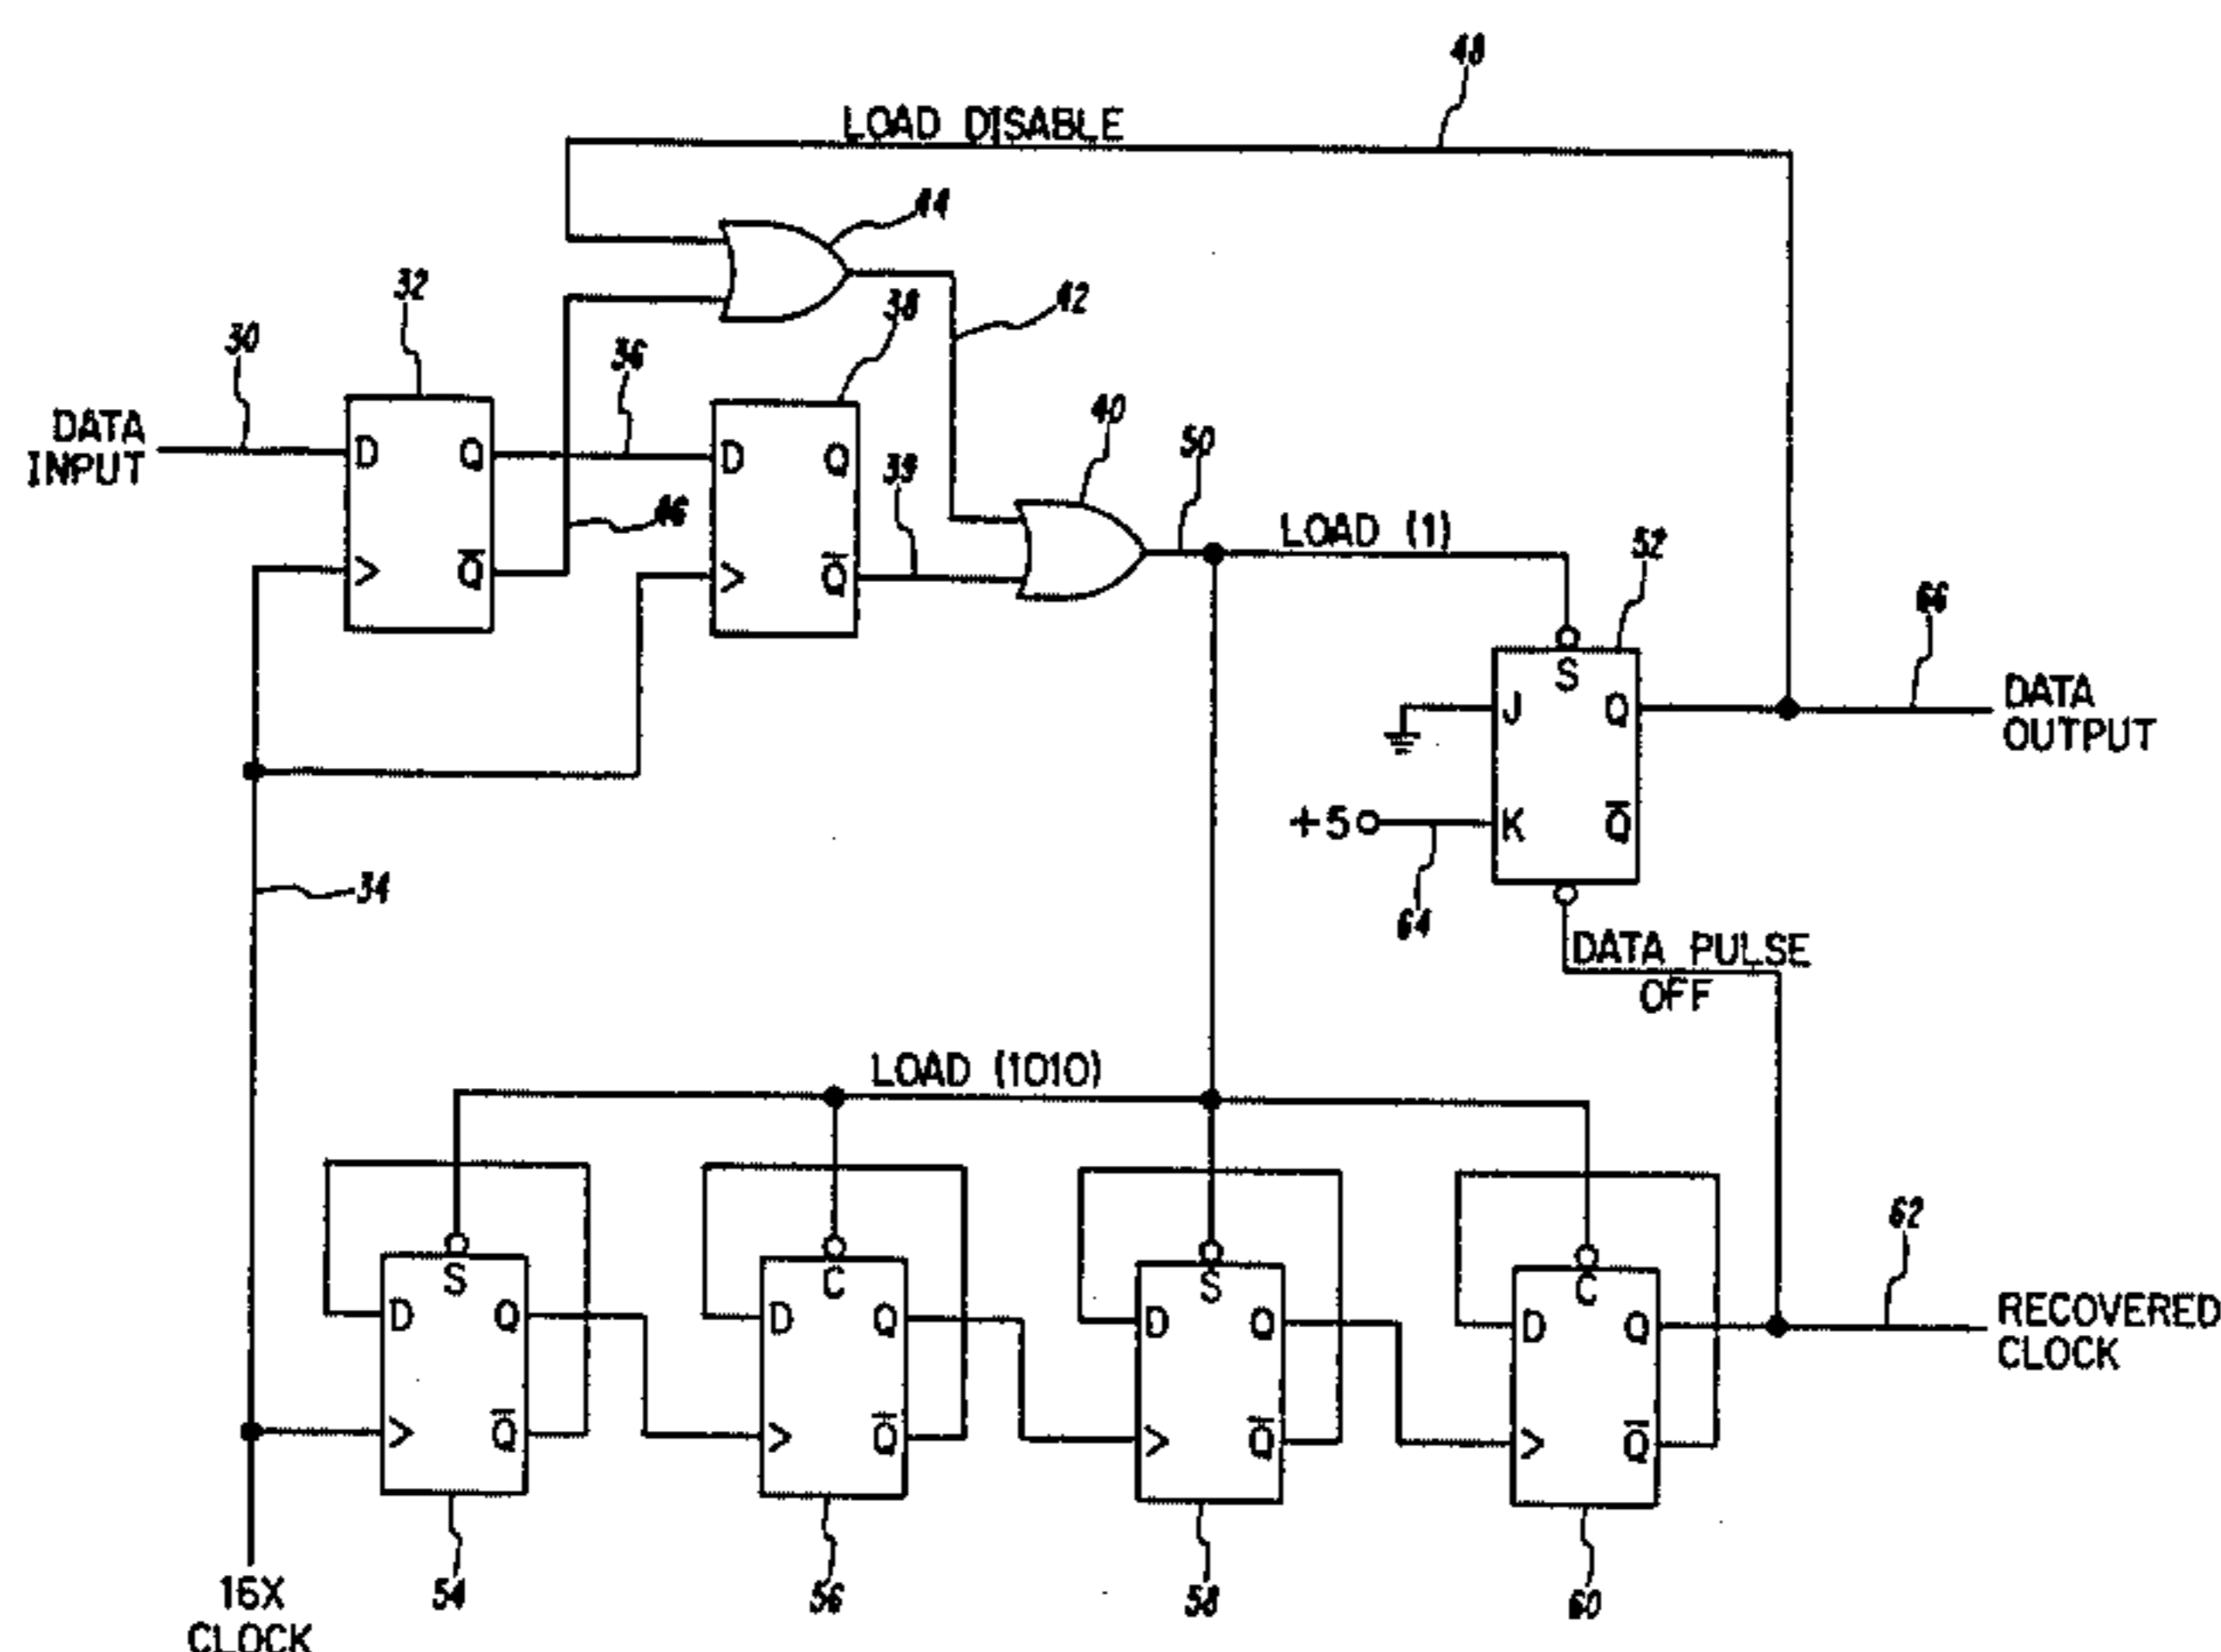 48
LOAD DISABLE
44
32
38
42
30
36
40
DATA
INPUT
D
Q
D
Q
39
50
46
LOAD (1)
52
>
Q̅
>
Q̅
66
S
J
Q
DATA
OUTPUT
+5
K
Q̅
34
64
DATA PULSE
OFF
LOAD (1010)
62
S
C
S
C
D
Q
D
Q
D
Q
D
Q
RECOVERED
CLOCK
>
Q̅
>
Q̅
>
Q̅
>
Q̅
54
56
58
60
16X
CLOCK